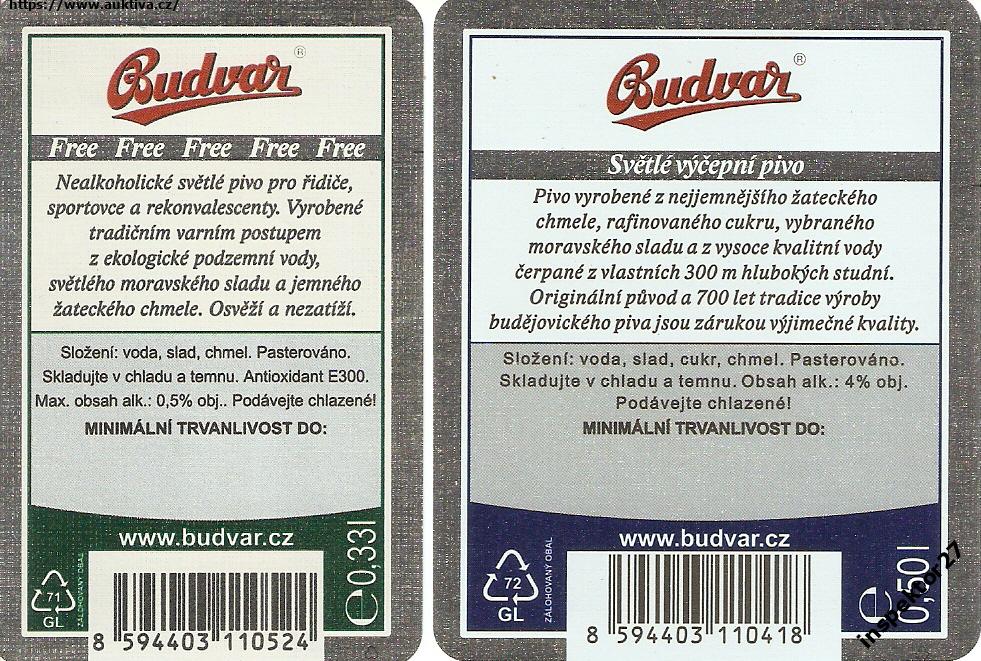 https://www.auktiva.cz/
Budvar®
Free Free Free Free Free
Nealkoholické světlé pivo pro řidiče,
sportovce a rekonvalescenty. Vyrobené
tradičním varním postupem
z ekologické podzemní vody,
světlého moravského sladu a jemného
žateckého chmele. Osvěží a nezatíží.
Složení: voda, slad, chmel. Pasterováno.
Skladujte v chladu a temnu. Antioxidant E300.
Max. obsah alk.: 0,5% obj.. Podávejte chlazené!
MINIMÁLNÍ TRVANLIVOST DO:
www.budvar.cz
71
GL
ZÁLOHOVANÝ OBAL
℮ 0,33l
8 594403 110524
Budvar®
Světlé výčepní pivo
Pivo vyrobené z nejjemnějšího žateckého
chmele, rafinovaného cukru, vybraného
moravského sladu a z vysoce kvalitní vody
čerpané z vlastních 300 m hlubokých studní.
Originální původ a 700 let tradice výroby
budějovického piva jsou zárukou výjimečné kvality.
Složení: voda, slad, cukr, chmel. Pasterováno.
Skladujte v chladu a temnu. Obsah alk.: 4% obj.
Podávejte chlazené!
MINIMÁLNÍ TRVANLIVOST DO:
www.budvar.cz
72
GL
ZÁLOHOVANÝ OBAL
℮ 0,50l
8 594403 110418
inspektor27